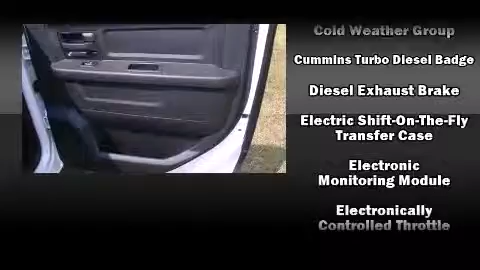 Cold Weather Group
Cummins Turbo Diesel Badge
Diesel Exhaust Brake
Electric Shift-On-The-Fly
Transfer Case
Electronic
Monitoring Module
Electronically
Controlled Throttle